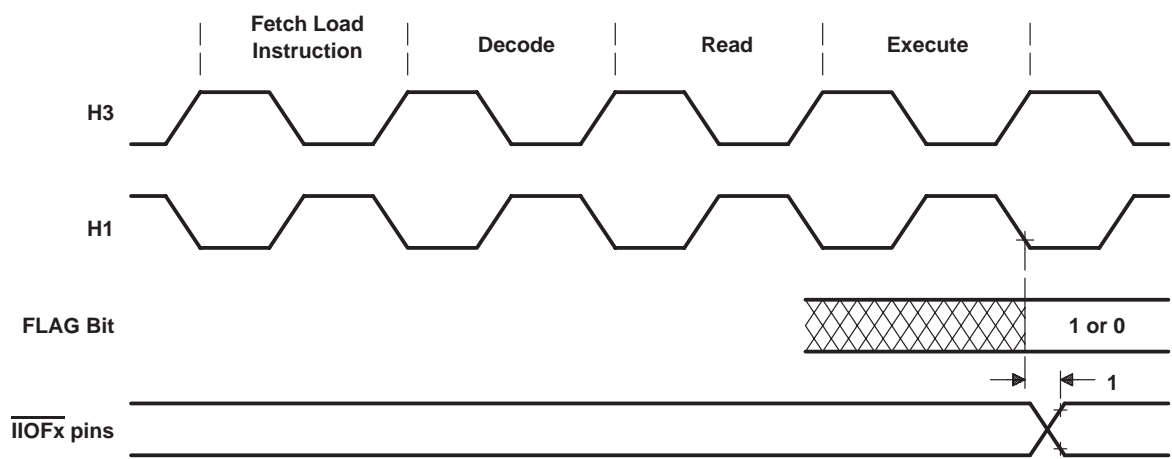 Fetch Load
Instruction
Decode
Read
Execute
H3
H1
FLAG Bit
1 or 0
1
IIOFx pins